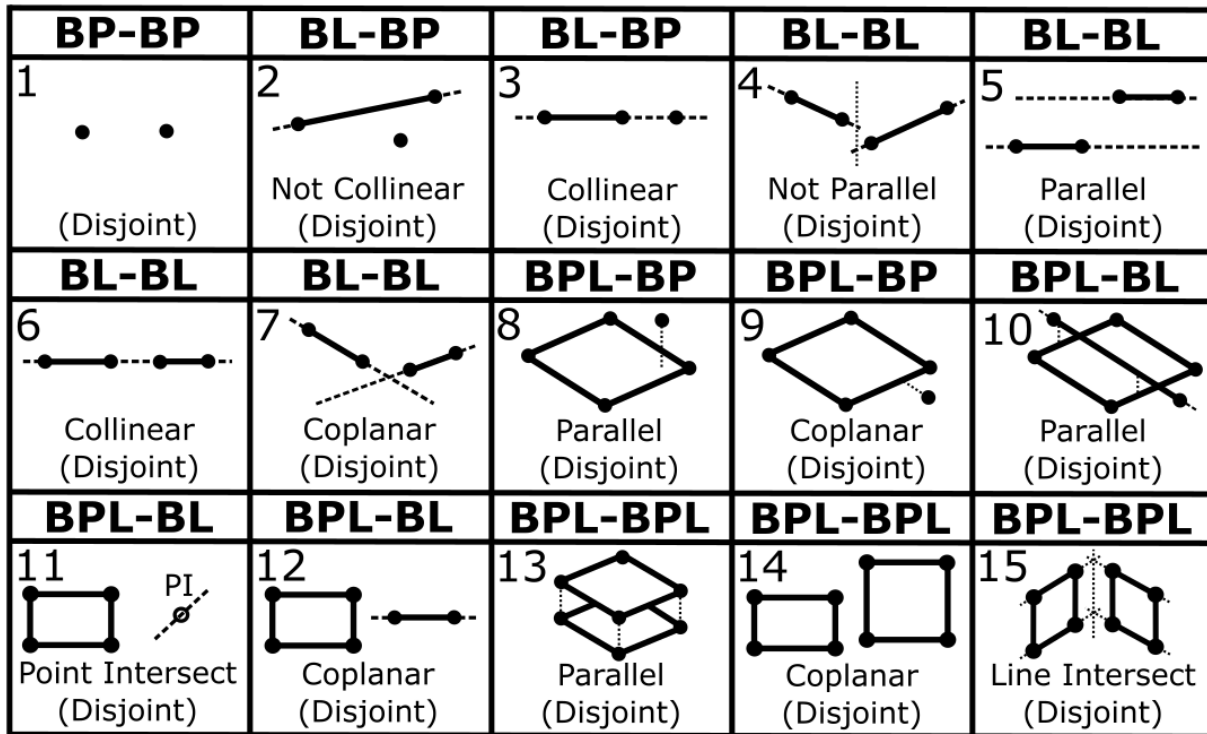 BP-BP BL-BP BL-BP BL-BL BL-BL
1 2 3 4 5
Not Collinear Collinear Not Parallel Parallel
(Disjoint) (Disjoint) (Disjoint) (Disjoint) (Disjoint)
BL-BL BL-BL BPL-BP BPL-BP BPL-BL
6 7 8 9 10
Collinear Coplanar Parallel Coplanar Parallel
(Disjoint) (Disjoint) (Disjoint) (Disjoint) (Disjoint)
BPL-BL BPL-BL BPL-BPL BPL-BPL BPL-BPL
11 12 13 14 15
PI
Point Intersect Coplanar Parallel Coplanar Line Intersect
(Disjoint) (Disjoint) (Disjoint) (Disjoint) (Disjoint)